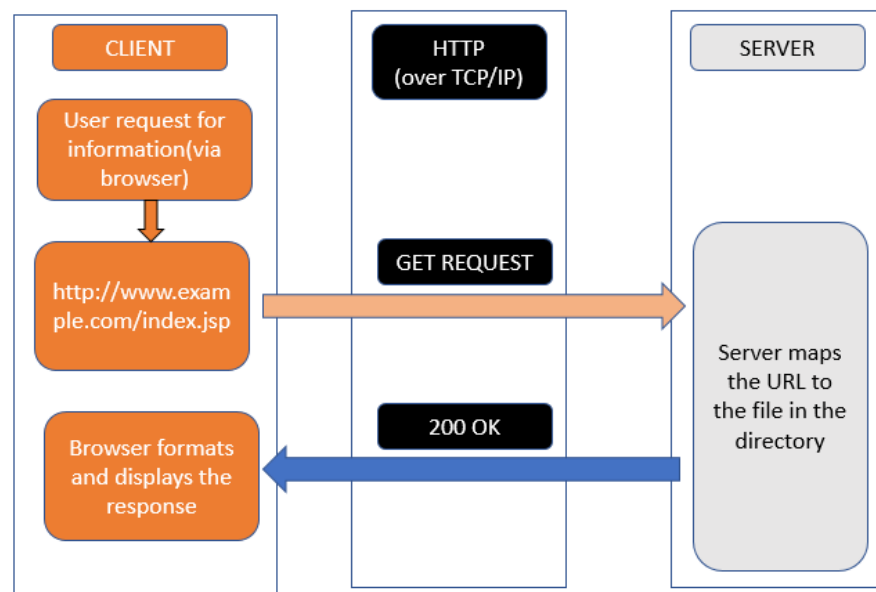 CLIENT
HTTP
(over TCP/IP)
SERVER
User request for
information(via
browser)
http://www.exam
ple.com/index.jsp
GET REQUEST
Server maps
the URL to
the file in the
directory
200 OK
Browser formats
and displays the
response